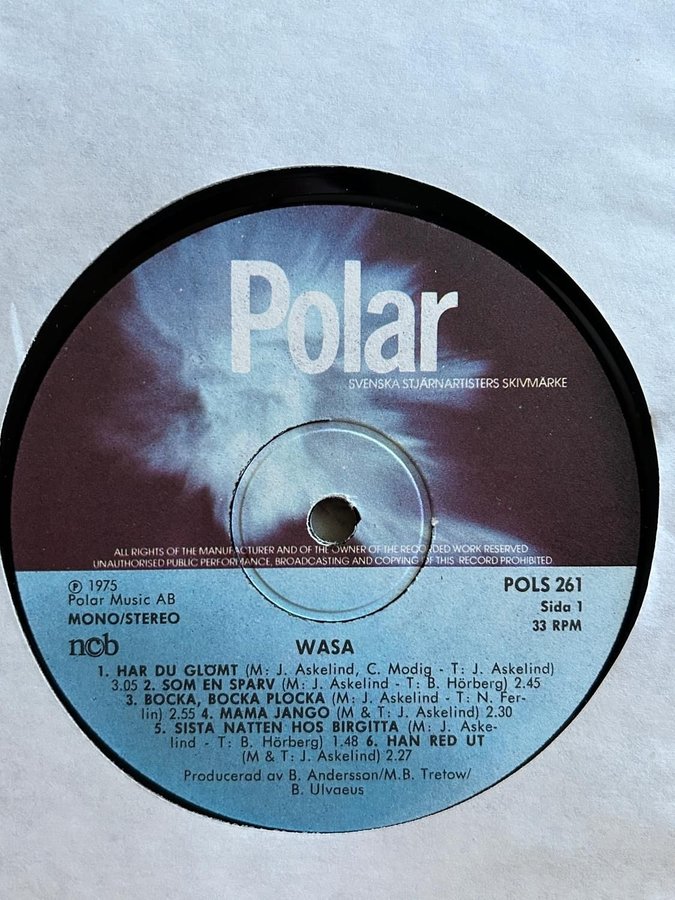 Polar
SVENSKA STJÄRNARTISTERS SKIVMÄRKE
ALL RIGHTS OF THE MANUFACTURER AND OF THE OWNER OF THE RECORDED WORK RESERVED
UNAUTHORISED PUBLIC PERFORMANCE, BROADCASTING AND COPYING OF THIS RECORD PROHIBITED
Ⓟ 1975
Polar Music AB
MONO/STEREO
ncb
POLS 261
Sida 1
33 RPM
WASA
1. HAR DU GLÖMT (M: J. Askelind, C. Modig - T: J. Askelind)
3.05 2. SOM EN SPARV (M: J. Askelind - T: B. Hörberg) 2.45
3. BOCKA, BOCKA PLOCKA (M: J. Askelind - T: N. Fer-
lin) 2.55 4. MAMA JANGO (M & T: J. Askelind) 2.30
5. SISTA NATTEN HOS BIRGITTA (M: J. Aske-
lind - T: B. Hörberg) 1.48 6. HAN RED UT
(M & T: J. Askelind) 2.27
Producerad av B. Andersson/M.B. Tretow/
B. Ulvaeus